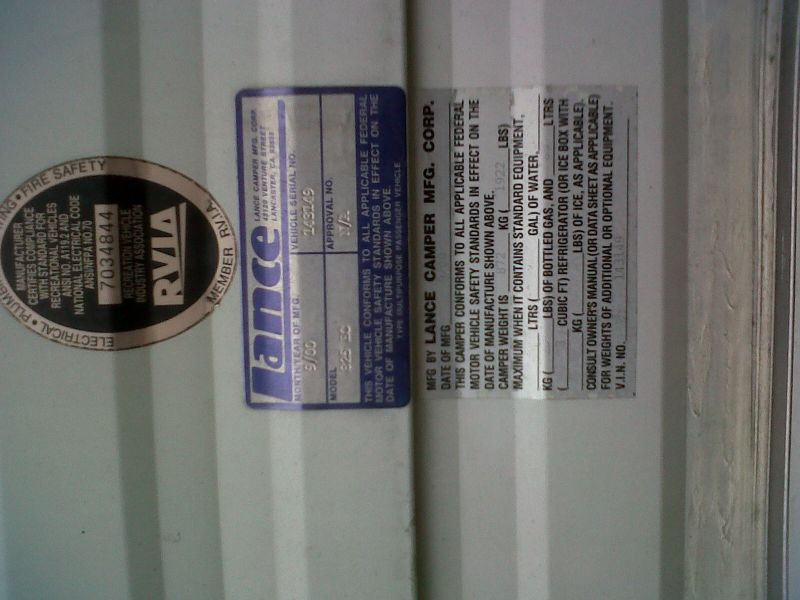 ELECTRICAL • PLUMBING • FIRE SAFETY
MANUFACTURER
CERTIFIES COMPLIANCE
WITH STANDARD FOR
RECREATIONAL VEHICLES
ANSI NO. A119.2 AND
NATIONAL ELECTRICAL CODE
ANSI/NFPA NO.70
7034844
RECREATION VEHICLE
INDUSTRY ASSOCIATION
RVIA
MEMBER R.V.I.A.
Lance
LANCE CAMPER MFG. CORP.
43120 VENTURE STREET
LANCASTER, CA
MONTH/YEAR OF MFG. VEHICLE SERIAL NO.
9/00
MODEL APPROVAL NO.
N/A
THIS VEHICLE CONFORMS TO ALL APPLICABLE FEDERAL
MOTOR VEHICLE SAFETY STANDARDS IN EFFECT ON THE
DATE OF MANUFACTURE SHOWN ABOVE.
TYPE MULTIPURPOSE PASSENGER VEHICLE
MFG BY LANCE CAMPER MFG. CORP.
DATE OF MFG
THIS CAMPER CONFORMS TO ALL APPLICABLE FEDERAL
MOTOR VEHICLE SAFETY STANDARDS IN EFFECT ON THE
DATE OF MANUFACTURE SHOWN ABOVE.
CAMPER WEIGHT IS 872 KG ( 1922 LBS)
MAXIMUM WHEN IT CONTAINS STANDARD EQUIPMENT,
LTRS ( GAL) OF WATER,
KG ( LBS) OF BOTTLED GAS, AND LTRS
( CUBIC FT) REFRIGERATOR (OR ICE BOX WITH
KG ( LBS) OF ICE, AS APPLICABLE).
CONSULT OWNER'S MANUAL (OR DATA SHEET AS APPLICABLE)
FOR WEIGHTS OF ADDITIONAL OR OPTIONAL EQUIPMENT.
V.I.N. NO.